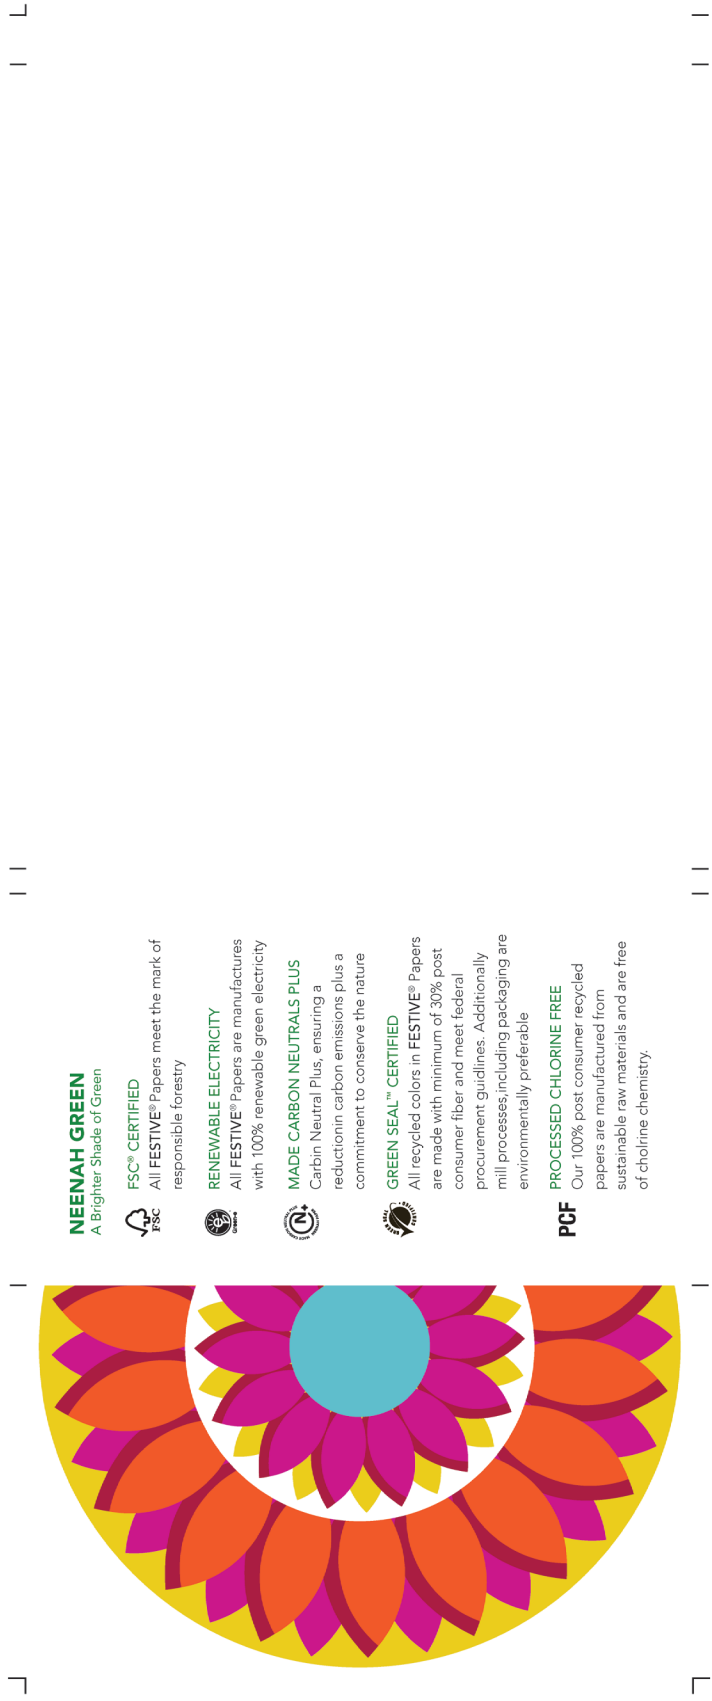 NEENAH GREEN
A Brighter Shade of Green
FSC® CERTIFIED
All FESTIVE® Papers meet the mark of
responsible forestry
FSC
RENEWABLE ELECTRICITY
All FESTIVE® Papers are manufactures
with 100% renewable green electricity
MADE CARBON NEUTRALS PLUS
Carbin Neutral Plus, ensuring a
reductionin carbon emissions plus a
commitment to conserve the nature
N+
GREEN SEAL™ CERTIFIED
All recycled colors in FESTIVE® Papers
are made with minimum of 30% post
consumer fiber and meet federal
procurement guidlines. Additionally
mill processes,including packaging are
environmentally preferable
GREEN SEAL
PROCESSED CHLORINE FREE
PCF
Our 100% post consumer recycled
papers are manufactured from
sustainable raw materials and are free
of cholrine chemistry.